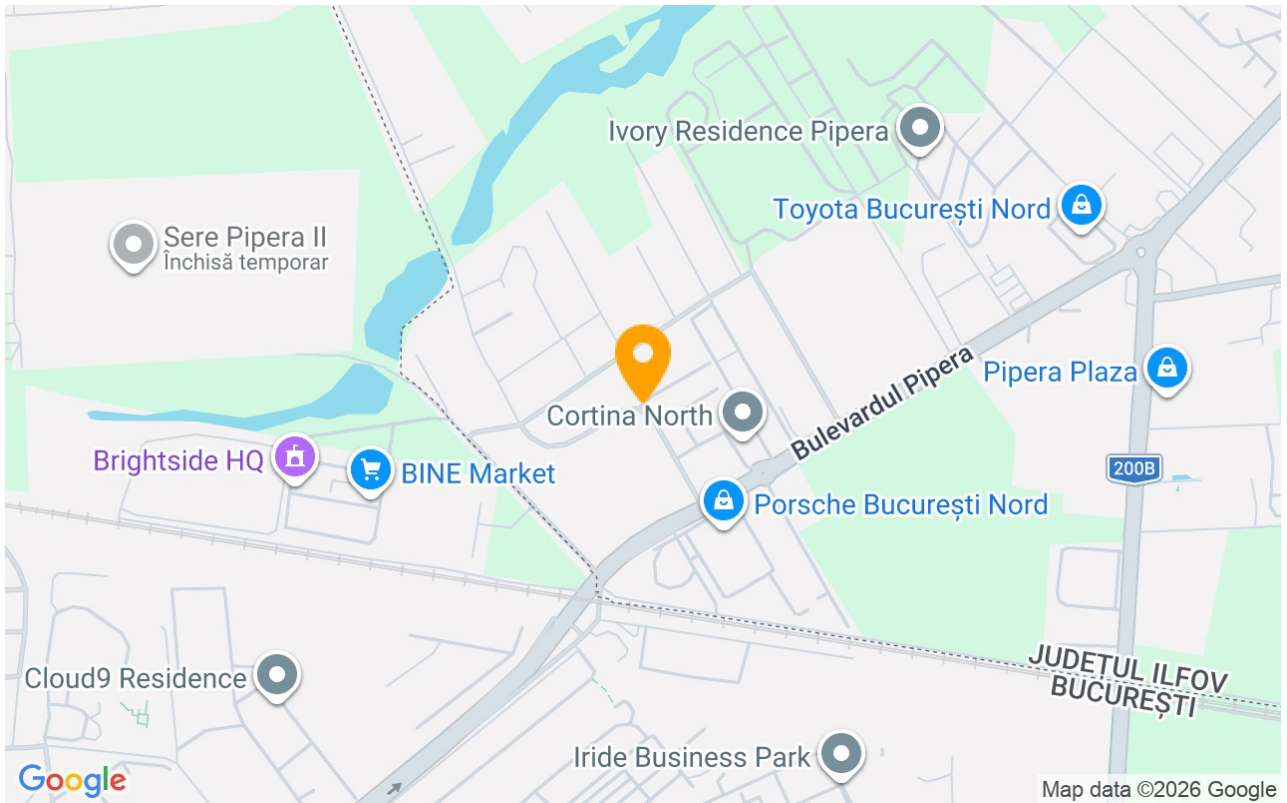 Ivory Residence Pipera
Toyota București Nord
Sere Pipera II
Închisă temporar
Bulevardul Pipera
Pipera Plaza
Cortina North
Brightside HQ
BINE Market
200B
Porsche București Nord
JUDEȚUL ILFOV
BUCUREȘTI
Cloud9 Residence
Iride Business Park
Google
Map data ©2026 Google